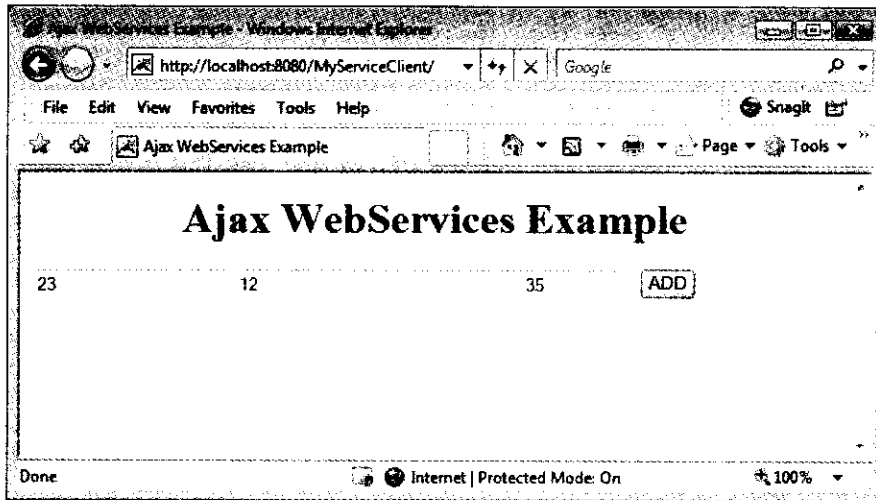 Ajax WebServices Example - Windows Internet Explorer
http://localhost:8080/MyServiceClient/ Google
File Edit View Favorites Tools Help Snagit
Ajax WebServices Example Page Tools
Ajax WebServices Example
23 12 35 ADD
Done Internet | Protected Mode: On 100%